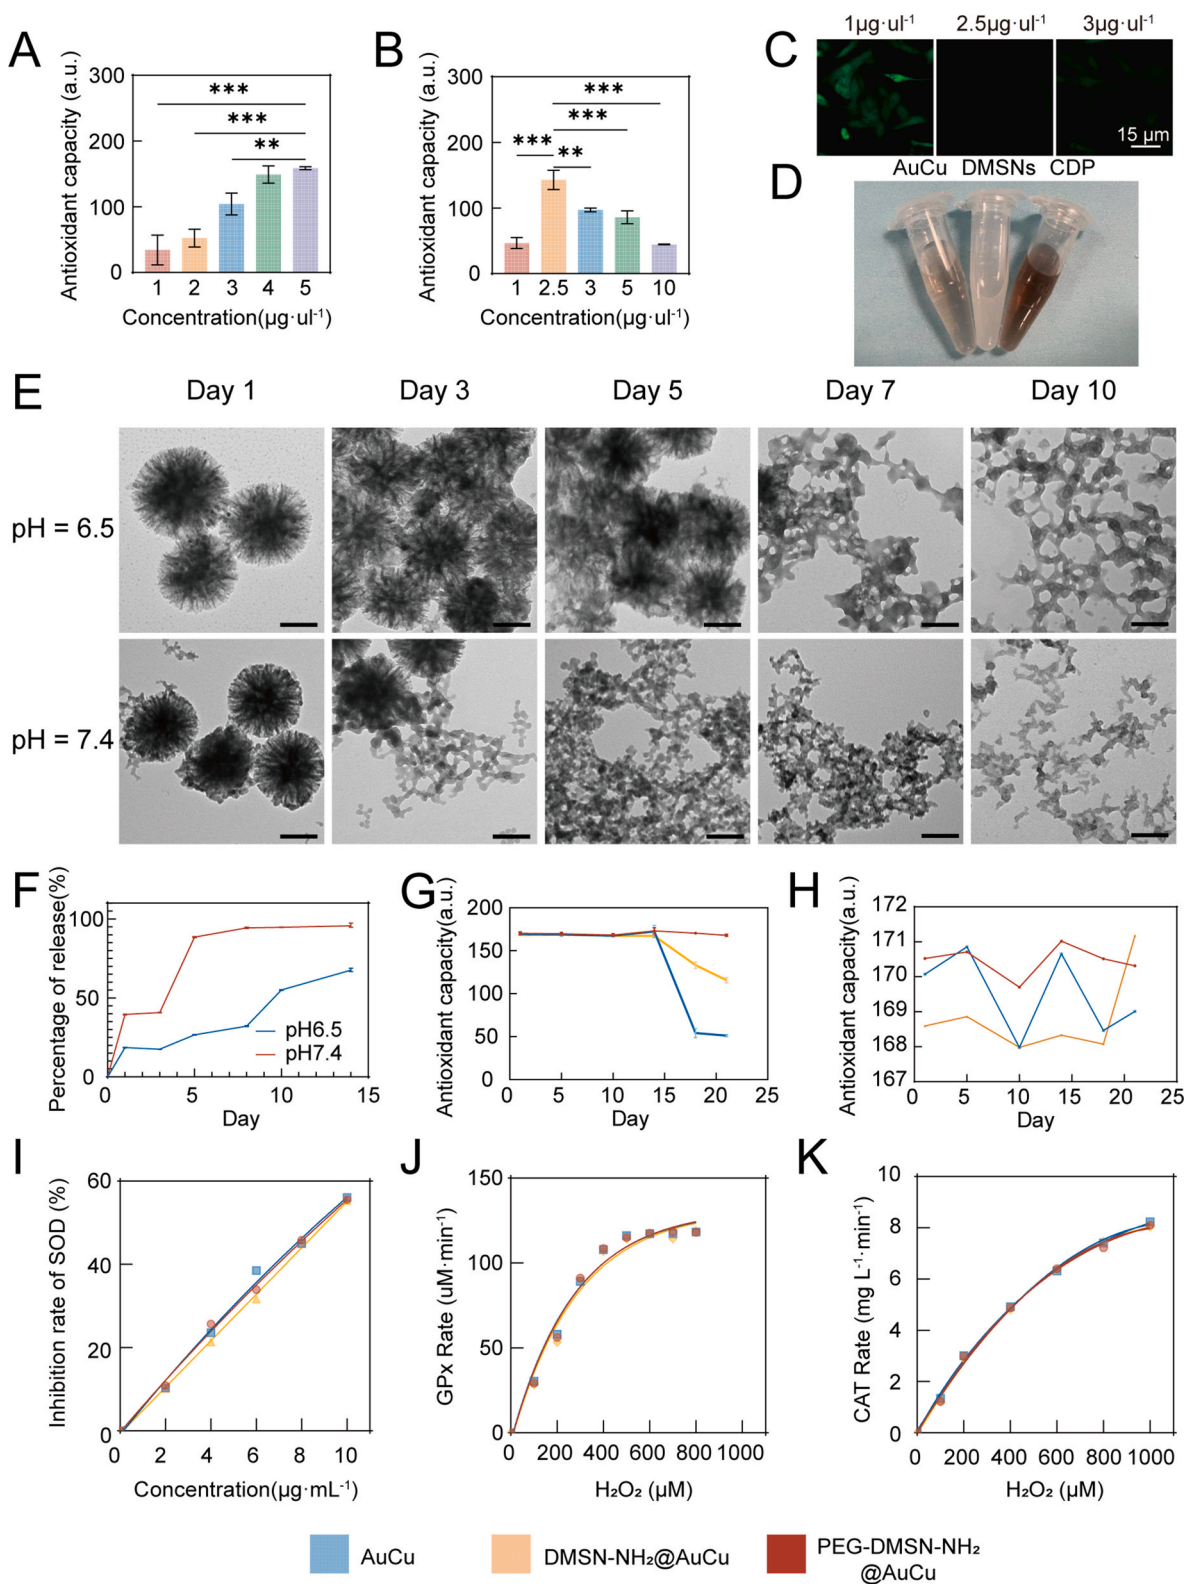 A
Antioxidant capacity (a.u.)
300
200
100
0
***
***
**
1 2 3 4 5
Concentration(μg·ul⁻¹)
B
Antioxidant capacity (a.u.)
300
200
100
0
***
***
***
**
1 2.5 3 5 10
Concentration(μg·ul⁻¹)
C
1μg·ul⁻¹ 2.5μg·ul⁻¹ 3μg·ul⁻¹
15 μm
D
AuCu DMSNs CDP
E
Day 1 Day 3 Day 5 Day 7 Day 10
pH = 6.5
pH = 7.4
F
Percentage of release(%)
100
50
0
pH6.5
pH7.4
0 5 10 15
Day
G
Antioxidant capacity(a.u.)
200
150
100
50
0
0 5 10 15 20 25
Day
H
Antioxidant capacity(a.u.)
172
171
170
169
168
167
0 5 10 15 20 25
Day
I
Inhibition rate of SOD (%)
60
40
20
0
0 2 4 6 8 10
Concentration(μg·mL⁻¹)
J
GPx Rate (uM·min⁻¹)
150
100
50
0
0 200 400 600 800 1000
H₂O₂ (μM)
K
CAT Rate (mg L⁻¹·min⁻¹)
10
8
6
4
2
0
0 200 400 600 800 1000
H₂O₂ (μM)
AuCu
DMSN-NH₂@AuCu
PEG-DMSN-NH₂
@AuCu